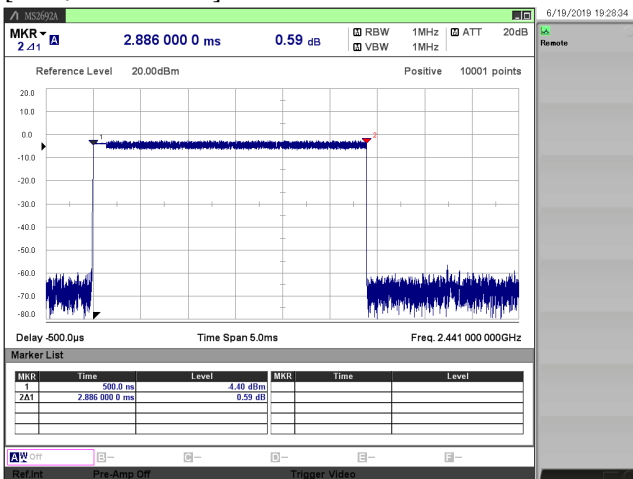 MS2692A
6/19/2019 19:28:34
MKR 2Δ1 A 2.886 000 0 ms 0.59 dB RBW 1MHz ATT 20dB
VBW 1MHz
Remote
Reference Level 20.00dBm Positive 10001 points
20.0
10.0
0.0
1
2
-10.0
-20.0
-30.0
-40.0
-50.0
-60.0
-70.0
-80.0
Delay -500.0µs Time Span 5.0ms Freq. 2.441 000 000GHz
Marker List
MKR Time Level MKR Time Level
1 500.0 ns -4.40 dBm
2Δ1 2.886 000 0 ms 0.59 dB
A W Off B -- C -- D -- E -- F --
Ref.Int Pre-Amp Off Trigger Video